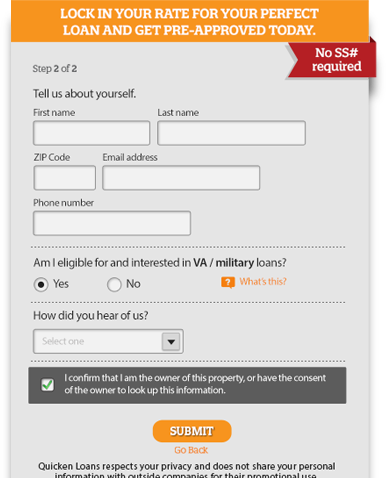 LOCK IN YOUR RATE FOR YOUR PERFECT
LOAN AND GET PRE-APPROVED TODAY.
No SS#
required
Step 2 of 2
Tell us about yourself.
First name
Last name
ZIP Code
Email address
Phone number
Am I eligible for and interested in VA / military loans?
Yes
No
?
What's this?
How did you hear of us?
Select one
I confirm that I am the owner of this property, or have the consent
of the owner to look up this information.
SUBMIT
Go Back
Quicken Loans respects your privacy and does not share your personal
information with outside companies for their promotional use.